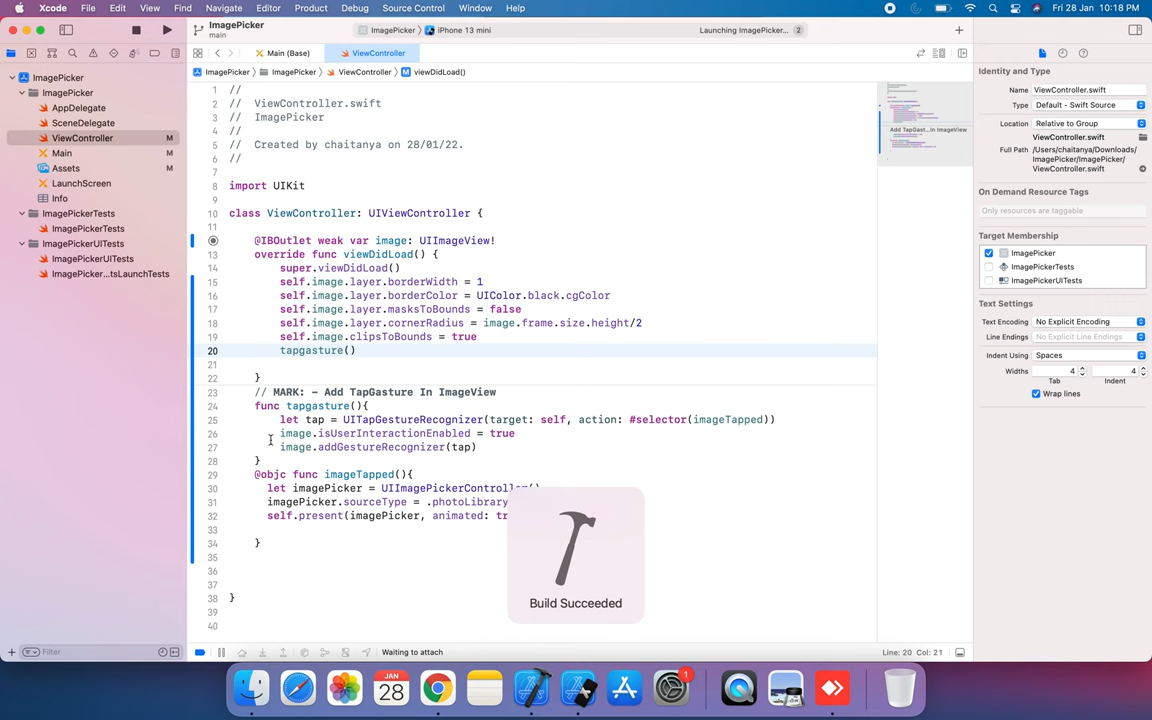 Xcode File Edit View Find Navigate Editor Product Debug Source Control Window Help Fri 28 Jan 10:18 PM
ImagePicker
main
ImagePicker 〉 iPhone 13 mini
Launching ImagePicker... 2
Main (Base)
ViewController
ImagePicker 〉 ImagePicker 〉 ViewController 〉 M viewDidLoad()
ImagePicker
ImagePicker
AppDelegate
SceneDelegate
ViewController M
Main M
Assets M
LaunchScreen
Info
ImagePickerTests
ImagePickerTests
ImagePickerUITests
ImagePickerUITests
ImagePicker...tsLaunchTests
1 //
2 // ViewController.swift
3 // ImagePicker
4 //
5 // Created by chaitanya on 28/01/22.
6 //
7
8 import UIKit
9
10 class ViewController: UIViewController {
11
@IBOutlet weak var image: UIImageView!
13 override func viewDidLoad() {
14 super.viewDidLoad()
15 self.image.layer.borderWidth = 1
16 self.image.layer.borderColor = UIColor.black.cgColor
17 self.image.layer.masksToBounds = false
18 self.image.layer.cornerRadius = image.frame.size.height/2
19 self.image.clipsToBounds = true
20 tapgasture()
21
22 }
23 // MARK: - Add TapGasture In ImageView
24 func tapgasture(){
25 let tap = UITapGestureRecognizer(target: self, action: #selector(imageTapped))
26 image.isUserInteractionEnabled = true
27 image.addGestureRecognizer(tap)
28 }
29 @objc func imageTapped(){
30 let imagePicker = UIImagePickerController()
31 imagePicker.sourceType = .photoLibrary
32 self.present(imagePicker, animated: tr
33
34 }
35
36
37
38 }
39
40
Build Succeeded
Add TapGast...In ImageView
Identity and Type
Name ViewController.swift
Type Default - Swift Source
Location Relative to Group
ViewController.swift
Full Path /Users/chaitanya/Downloads/
ImagePicker/ImagePicker/
ViewController.swift
On Demand Resource Tags
Only resources are taggable
Target Membership
ImagePicker
ImagePickerTests
ImagePickerUITests
Text Settings
Text Encoding No Explicit Encoding
Line Endings No Explicit Line Endings
Indent Using Spaces
Widths 4 4
Tab Indent
Wrap lines
Filter
Waiting to attach
Line: 20 Col: 21
JAN
28
1